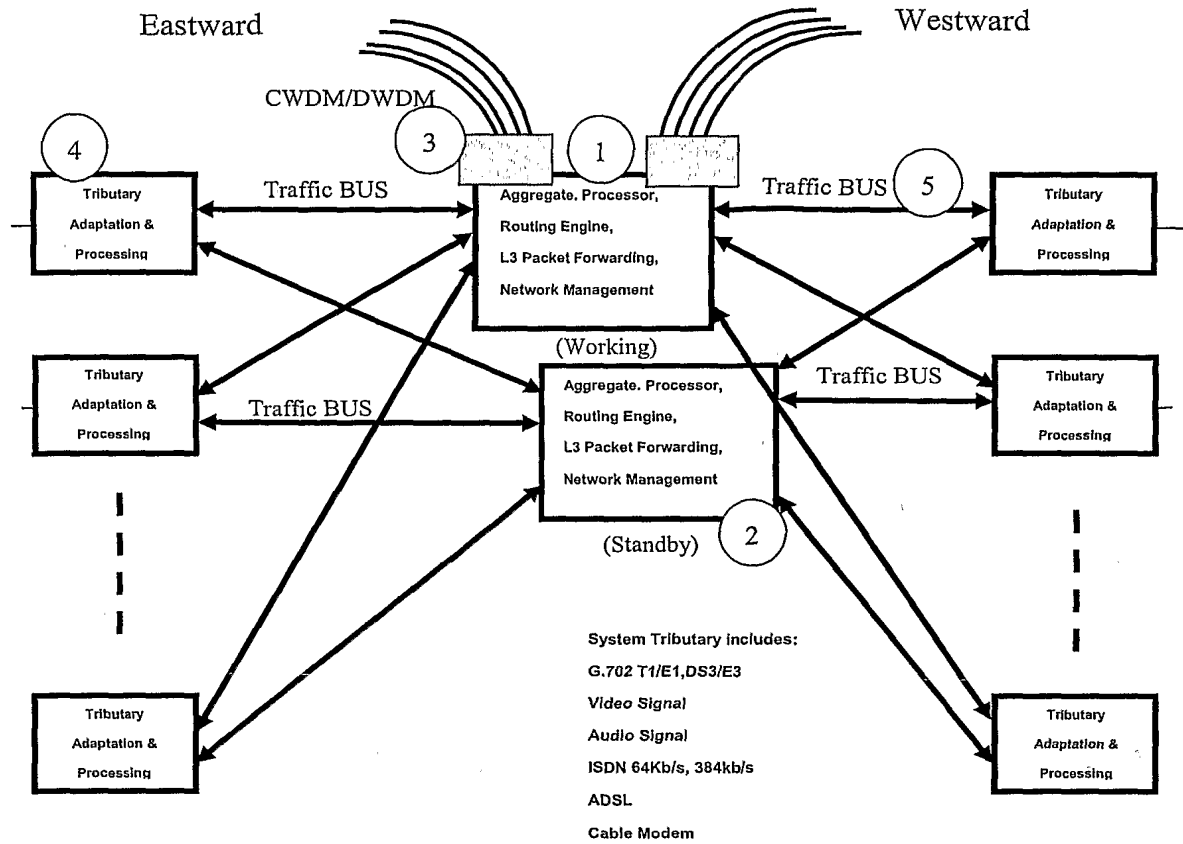 Eastward
Westward
CWDM/DWDM
4
3
1
5
Tributary
Adaptation &
Processing
Traffic BUS
Aggregate. Processor,
Routing Engine,
L3 Packet Forwarding,
Network Management
Traffic BUS
Tributary
Adaptation &
Processing
(Working)
Tributary
Adaptation &
Processing
Traffic BUS
Aggregate. Processor,
Routing Engine,
L3 Packet Forwarding,
Network Management
Traffic BUS
Tributary
Adaptation &
Processing
(Standby)
2
System Tributary includes:
G.702 T1/E1,DS3/E3
Video Signal
Audio Signal
ISDN 64Kb/s, 384kb/s
ADSL
Cable Modem
Tributary
Adaptation &
Processing
Tributary
Adaptation &
Processing